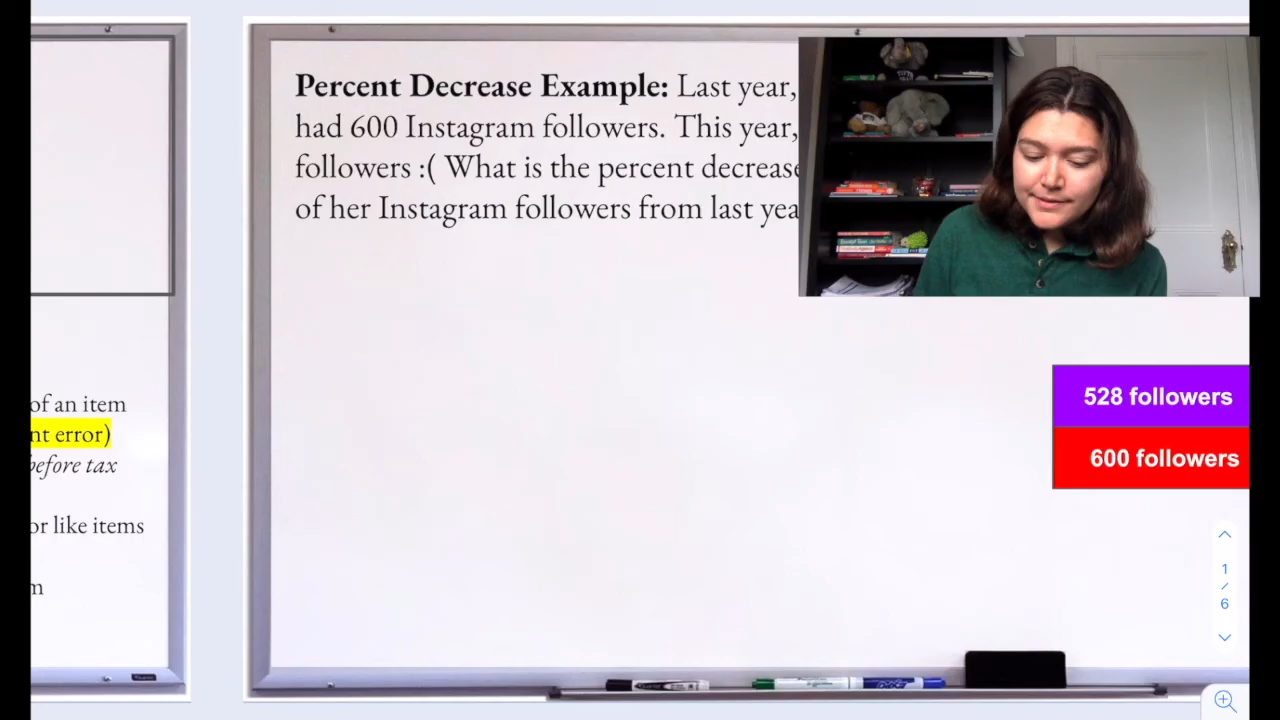 Percent Decrease Example: Last year,
had 600 Instagram followers. This year,
followers :( What is the percent decrease
of her Instagram followers from last yea
of an item
nt error)
before tax
or like items
m
528 followers
600 followers
1
/
6